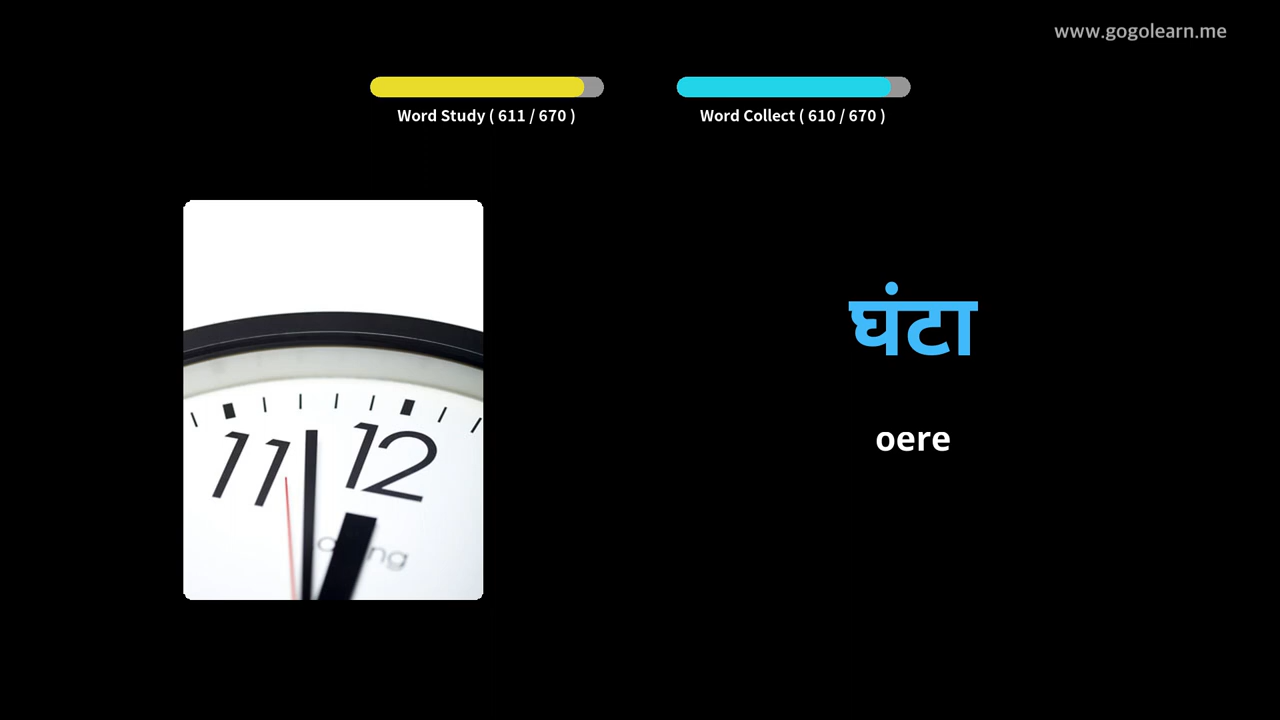 www.gogolearn.me
Word Study ( 611 / 670 )
Word Collect ( 610 / 670 )
घंटा
oere
11 12